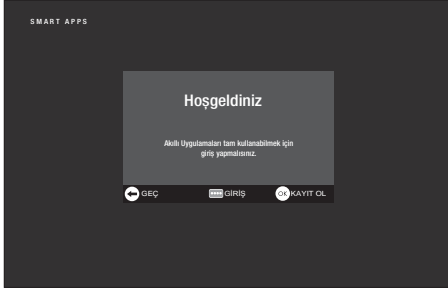 SMART APPS
Hoşgeldiniz
Akıllı Uygulamaları tam kullanabilmek için
giriş yapmalısınız.
GEÇ GİRİŞ OK KAYIT OL